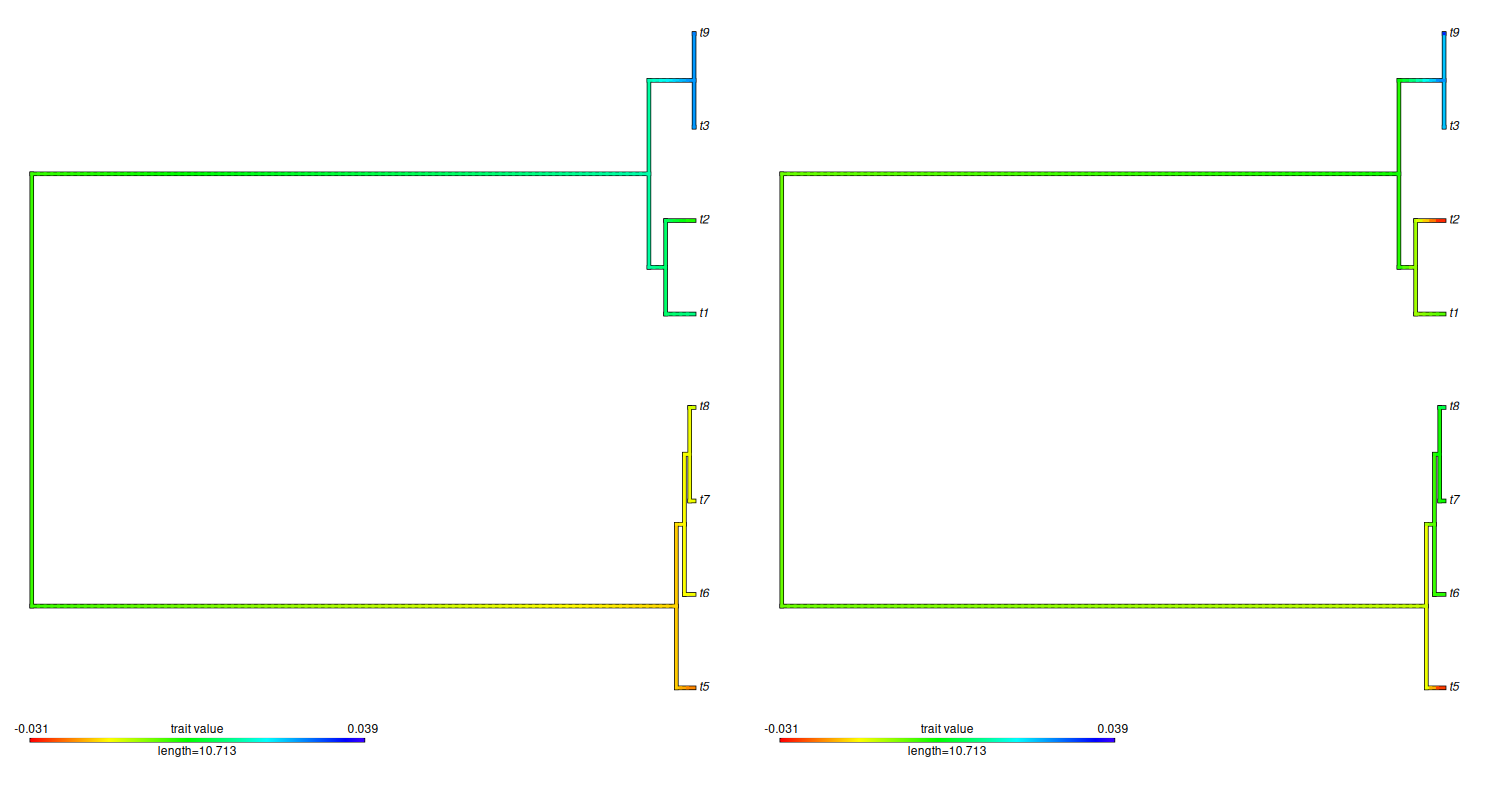 t9
t3
t2
t1
t8
t7
t6
t5
-0.031 trait value 0.039
length=10.713
t9
t3
t2
t1
t8
t7
t6
t5
-0.031 trait value 0.039
length=10.713